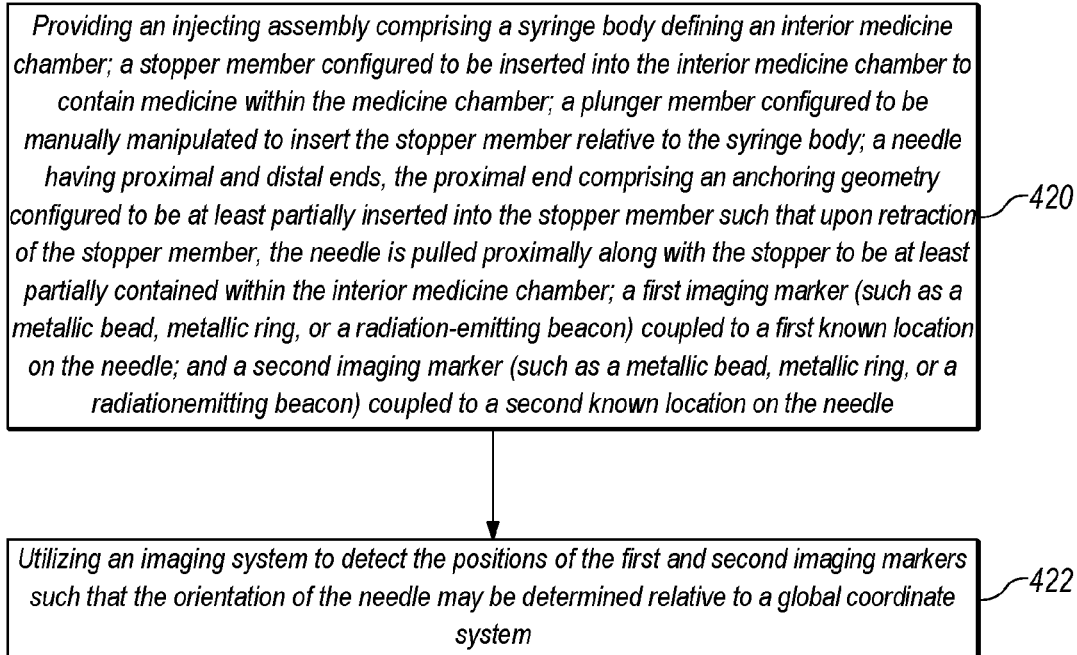 Providing an injecting assembly comprising a syringe body defining an interior medicine
chamber; a stopper member configured to be inserted into the interior medicine chamber to
contain medicine within the medicine chamber; a plunger member configured to be
manually manipulated to insert the stopper member relative to the syringe body; a needle
having proximal and distal ends, the proximal end comprising an anchoring geometry
configured to be at least partially inserted into the stopper member such that upon retraction
of the stopper member, the needle is pulled proximally along with the stopper to be at least
partially contained within the interior medicine chamber; a first imaging marker (such as a
metallic bead, metallic ring, or a radiation-emitting beacon) coupled to a first known location
on the needle; and a second imaging marker (such as a metallic bead, metallic ring, or a
radiationemitting beacon) coupled to a second known location on the needle
420
Utilizing an imaging system to detect the positions of the first and second imaging markers
such that the orientation of the needle may be determined relative to a global coordinate
system
422